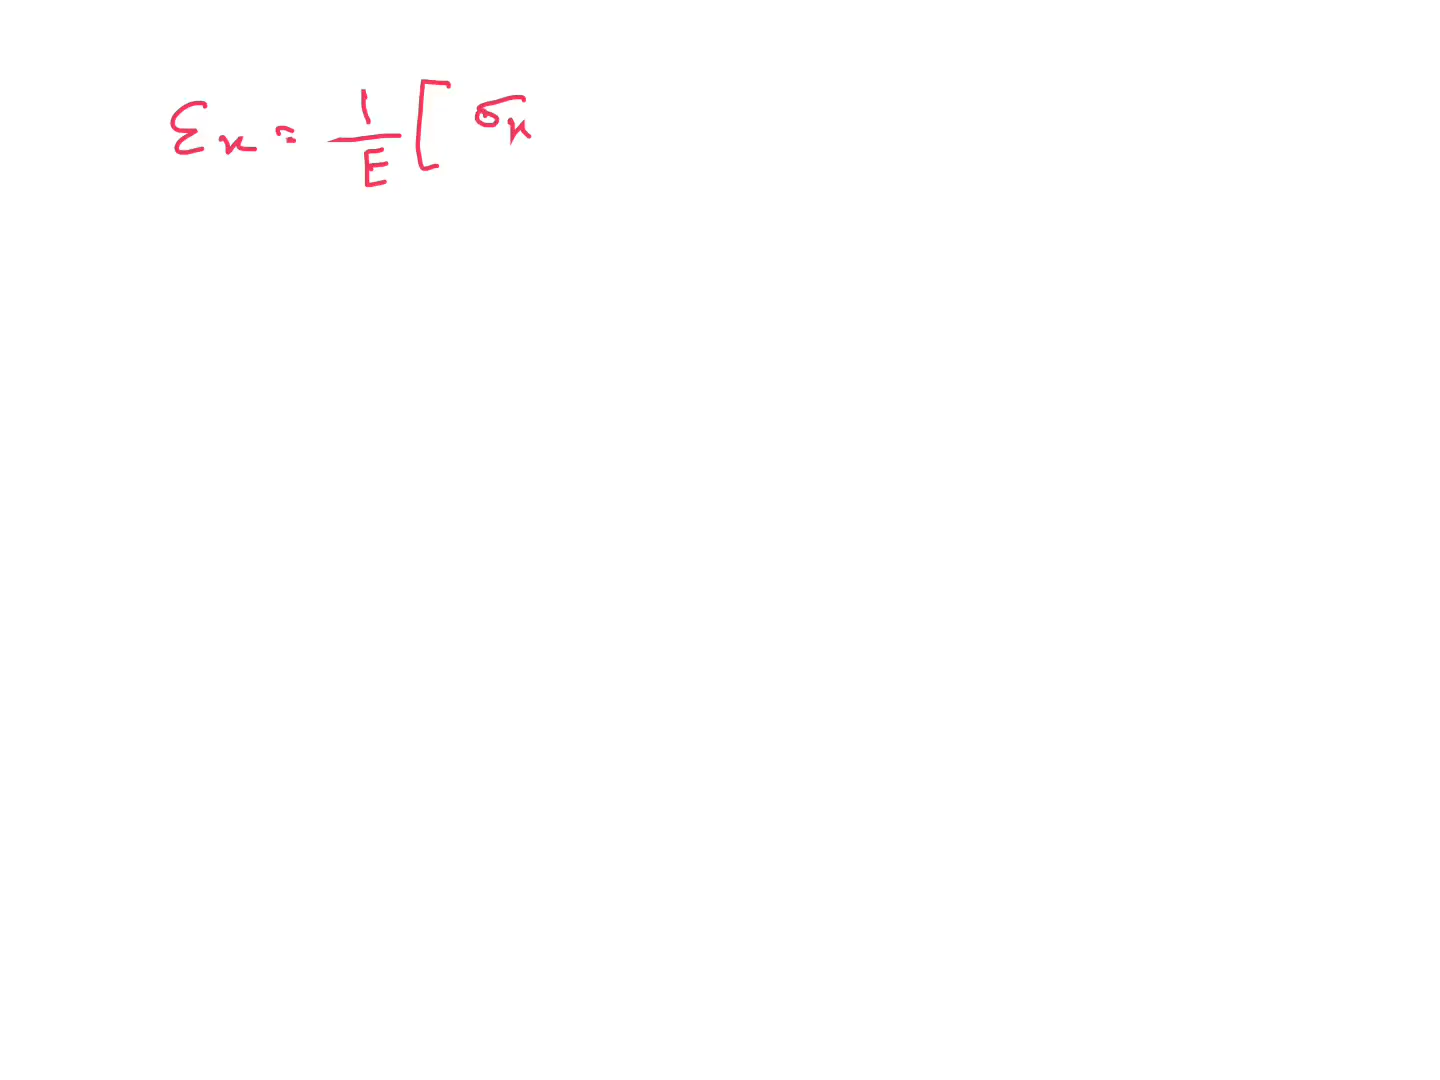 εx = 1/E [ σx